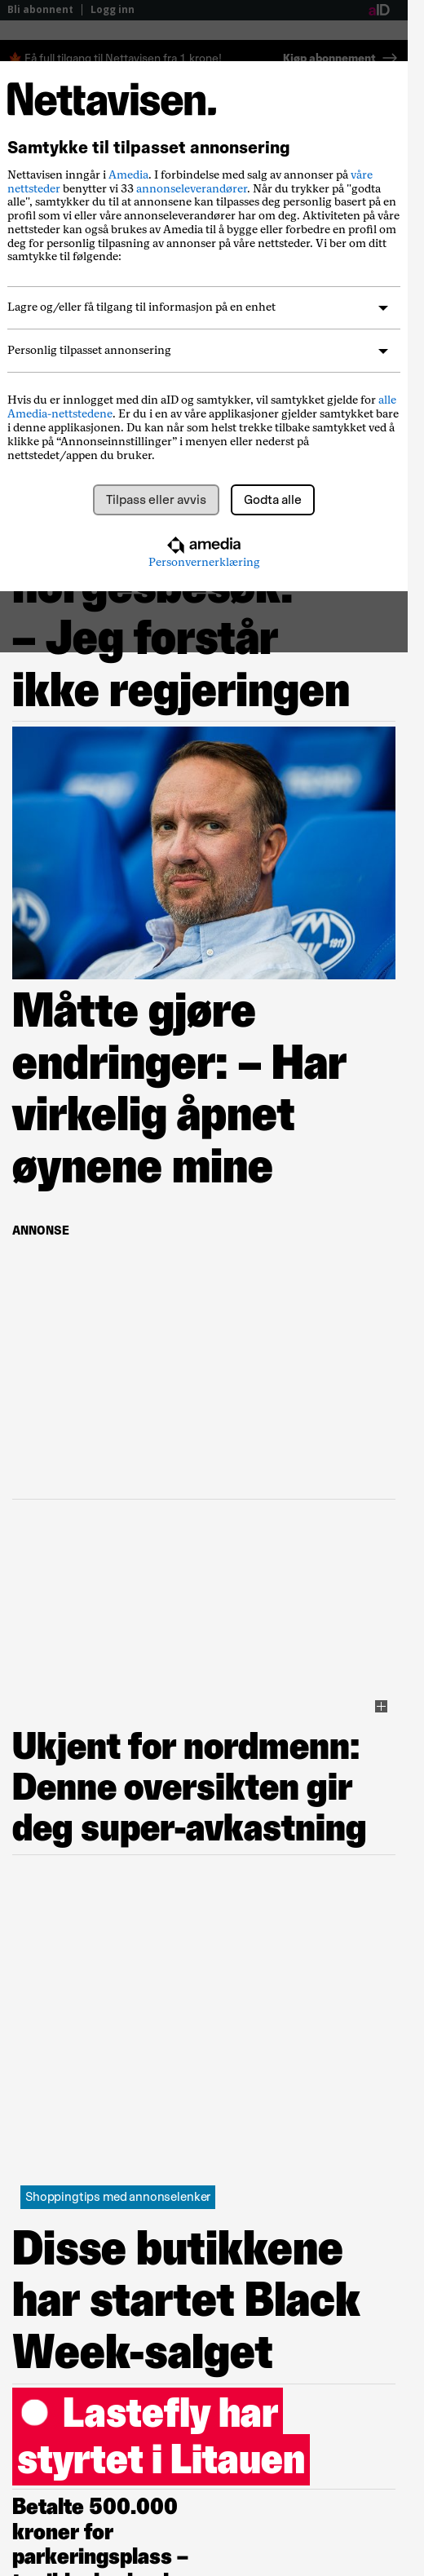 Bli abonnent | Logg inn
aID
🍁 Få full tilgang til Nettavisen fra 1 krone!
Kjøp abonnement →
Nettavisen.
Samtykke til tilpasset annonsering
Nettavisen inngår i Amedia. I forbindelse med salg av annonser på våre
nettsteder benytter vi 33 annonseleverandører. Når du trykker på "godta
alle", samtykker du til at annonsene kan tilpasses deg personlig basert på en
profil som vi eller våre annonseleverandører har om deg. Aktiviteten på våre
nettsteder kan også brukes av Amedia til å bygge eller forbedre en profil om
deg for personlig tilpasning av annonser på våre nettsteder. Vi ber om ditt
samtykke til følgende:
Lagre og/eller få tilgang til informasjon på en enhet
Personlig tilpasset annonsering
Hvis du er innlogget med din aID og samtykker, vil samtykket gjelde for alle
Amedia-nettstedene. Er du i en av våre applikasjoner gjelder samtykket bare
i denne applikasjonen. Du kan når som helst trekke tilbake samtykket ved å
klikke på “Annonseinnstillinger” i menyen eller nederst på
nettstedet/appen du bruker.
Tilpass eller avvis
Godta alle
amedia
Personvernerklæring
norgesbesøk:
– Jeg forstår
ikke regjeringen
1911
Måtte gjøre
endringer: – Har
virkelig åpnet
øynene mine
ANNONSE
Ukjent for nordmenn:
Denne oversikten gir
deg super-avkastning
Shoppingtips med annonselenker
Disse butikkene
har startet Black
Week-salget
Lastefly har
styrtet i Litauen
Betalte 500.000
kroner for
parkeringsplass –